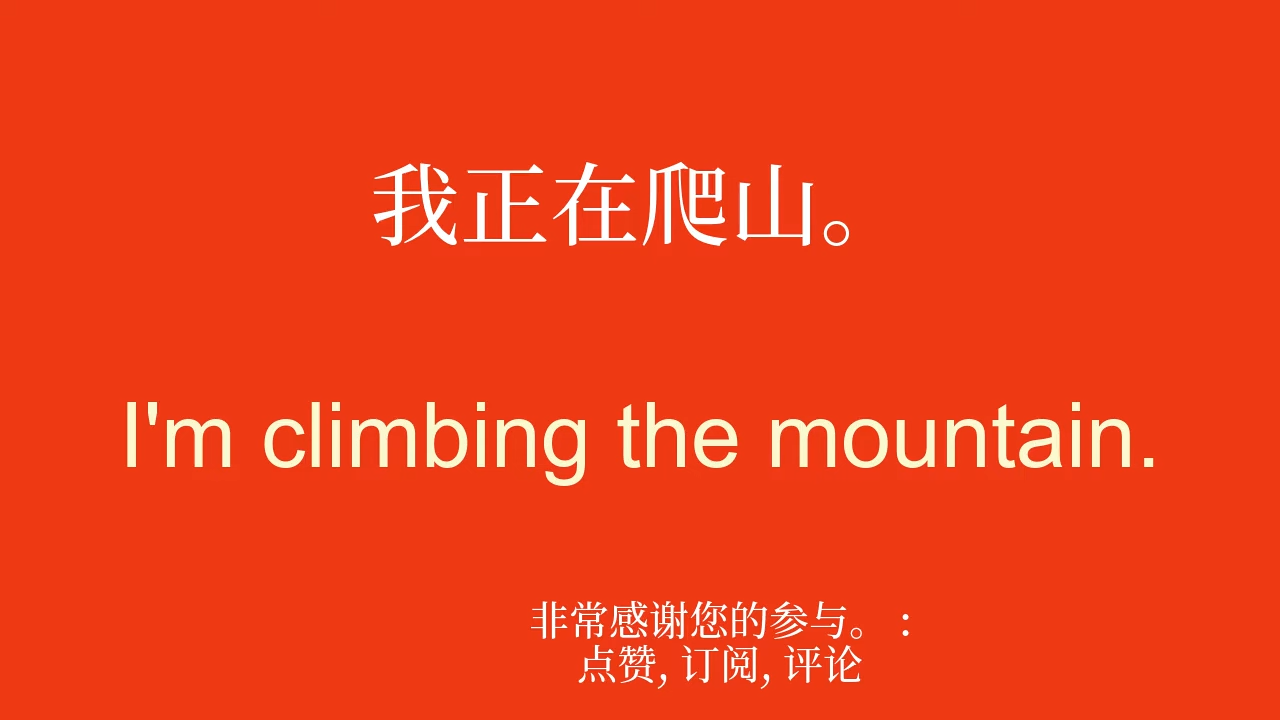 我正在爬山。
I'm climbing the mountain.
非常感谢您的参与。 :
点赞, 订阅, 评论